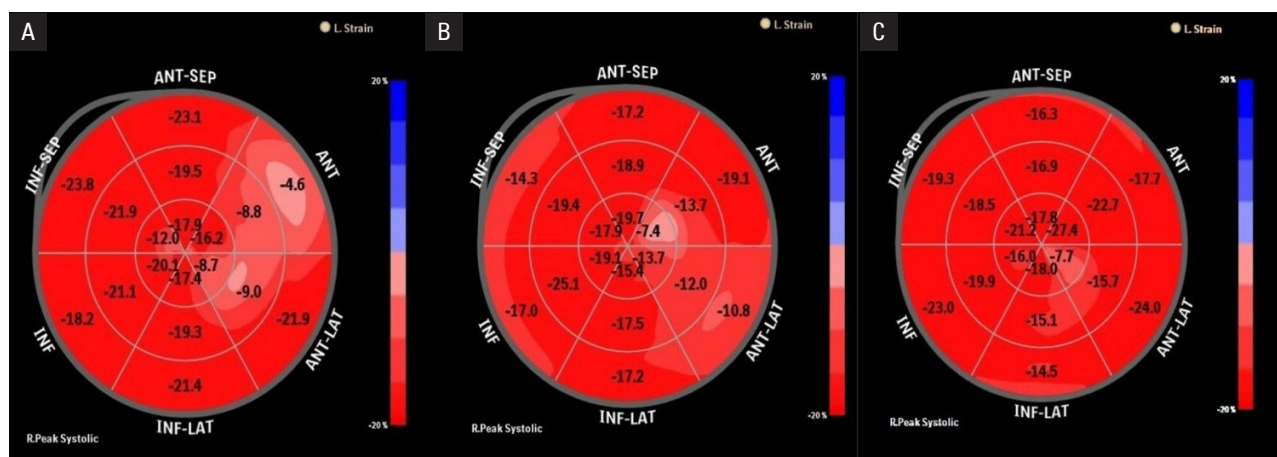 A
L. Strain
ANT-SEP
20 %
-23.1
INF-SEP
ANT
-19.5
-23.8
-4.6
-21.9
-8.8
-17.9
-12.0
-16.2
-20.1
-8.7
-17.4
-21.1
-9.0
-18.2
-21.9
-19.3
INF
ANT-LAT
-21.4
-20 %
INF-LAT
R.Peak Systolic
B
L. Strain
ANT-SEP
20 %
-17.2
INF-SEP
ANT
-18.9
-14.3
-19.1
-19.4
-13.7
-19.7
-17.9
-7.4
-19.1
-13.7
-15.4
-25.1
-12.0
-17.0
-10.8
-17.5
INF
ANT-LAT
-17.2
-20 %
INF-LAT
R.Peak Systolic
C
L. Strain
ANT-SEP
20%
-16.3
INF-SEP
ANT
-16.9
-19.3
-17.7
-18.5
-22.7
-17.8
-21.2
-27.4
-16.0
-7.7
-18.0
-19.9
-15.7
-23.0
-24.0
-15.1
INF
ANT-LAT
-14.5
-20%
INF-LAT
R.Peak Systolic